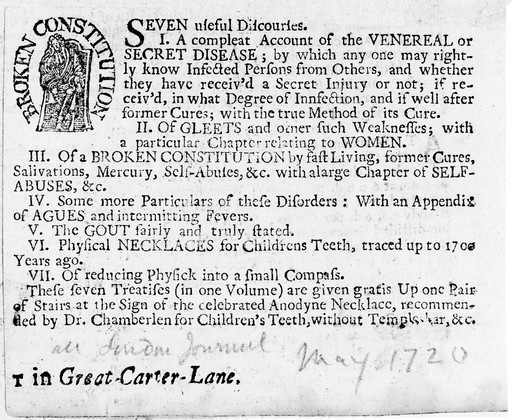 BROKEN CONSTITUTION
SEVEN uſeful Diſcourſes.
I. A compleat Account of the VENEREAL or
SECRET DISEASE; by which any one may right-
ly know Infected Perſons from Others, and whether
they have receiv'd a Secret Injury or not; if re-
ceiv'd, in what Degree of Innfection, and if well after
former Cures; with the true Method of its Cure.
II. Of GLEETS and other ſuch Weakneſſes; with
a particular Chapter relating to WOMEN.
III. Of a BROKEN CONSTITUTION by faſt Living, former Cures,
Salivations, Mercury, Self-Abuſes, &c. with alarge Chapter of SELF-
ABUSES, &c.
IV. Some more Particulars of theſe Diſorders: With an Appendix
of AGUES and intermitting Fevers.
V. The GOUT fairly and truly ſtated.
VI. Phyſical NECKLACES for Childrens Teeth, traced up to 1700
Years ago.
VII. Of reducing Phyſick into a ſmall Compaſs.
Theſe ſeven Treatiſes (in one Volume) are given gratis Up one Pair
of Stairs at the Sign of the celebrated Anodyne Necklace, recommen-
ded by Dr. Chamberlen for Children's Teeth, without Temple-bar, &c.
London Journal May 1720
T in Great-Carter-Lane.